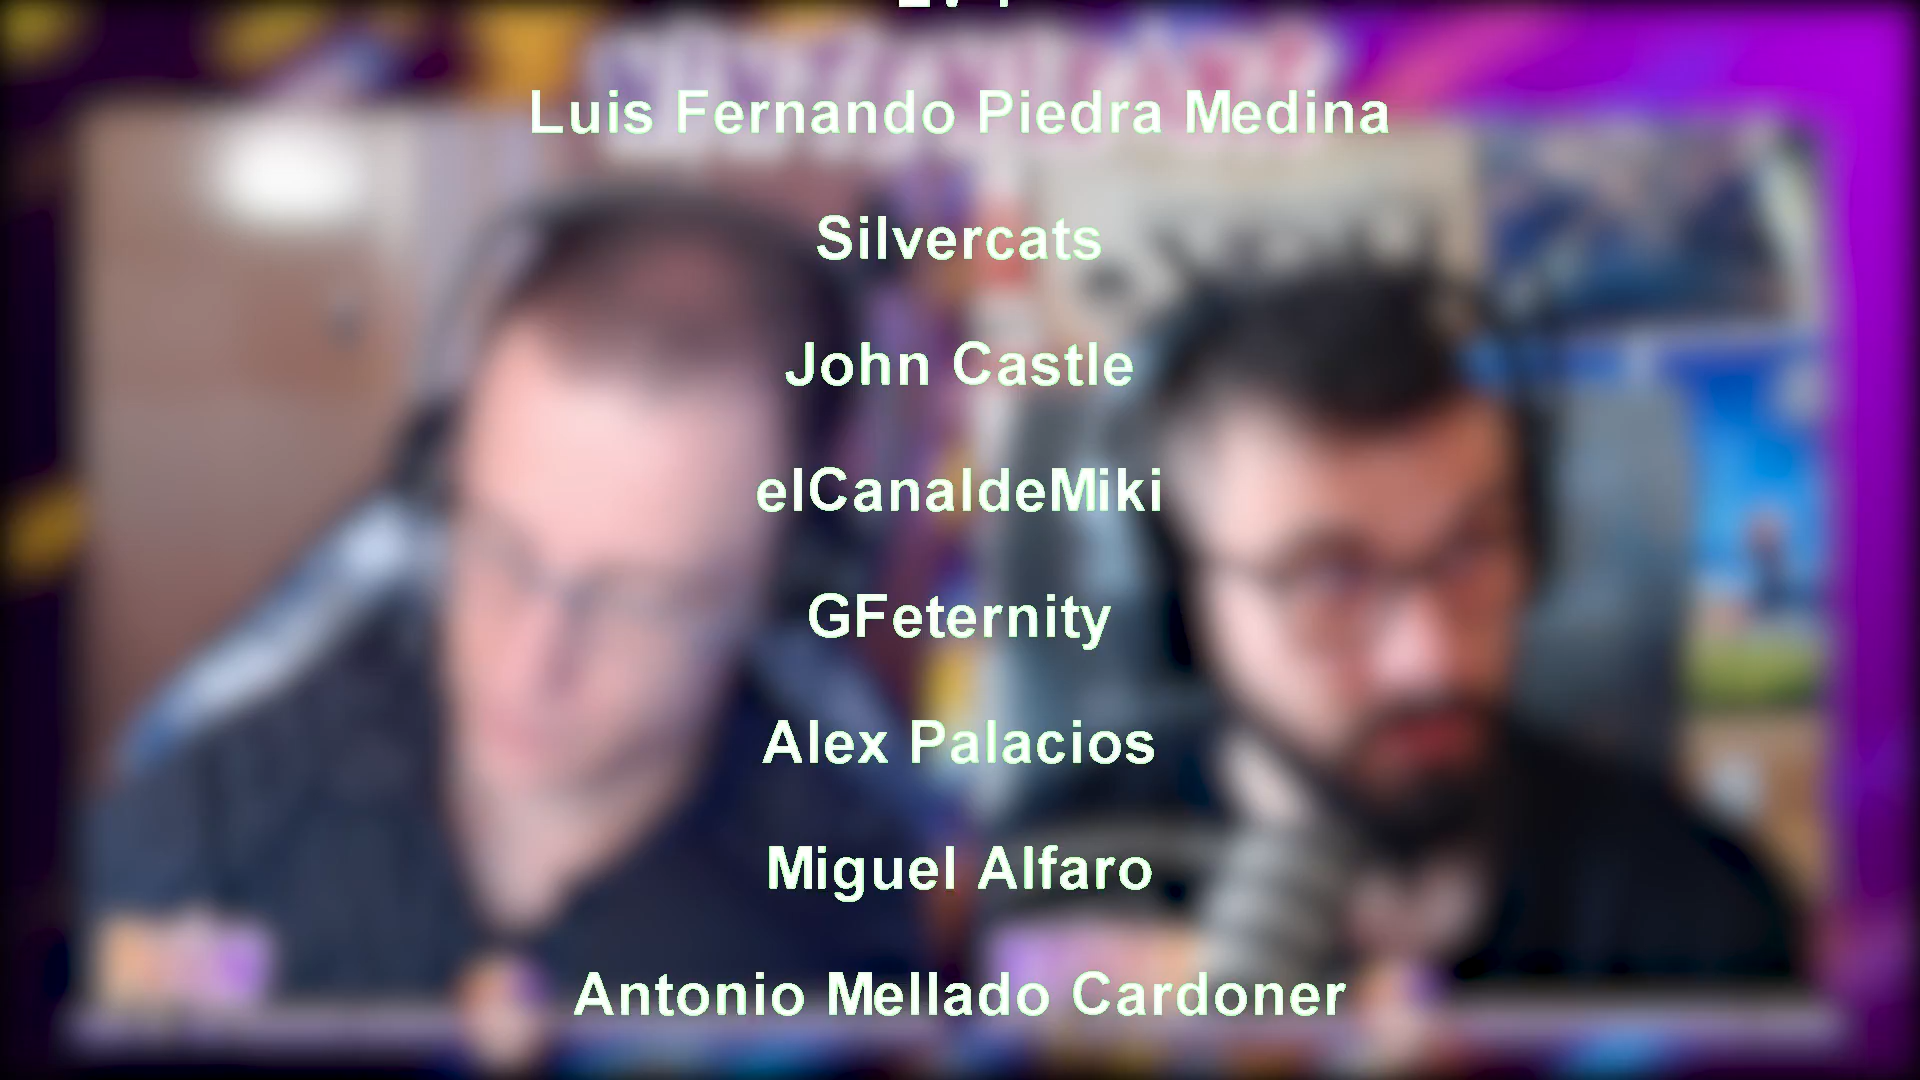 Luis Fernando Piedra Medina
Silvercats
John Castle
elCanaldeMiki
GFeternity
Alex Palacios
Miguel Alfaro
Antonio Mellado Cardoner